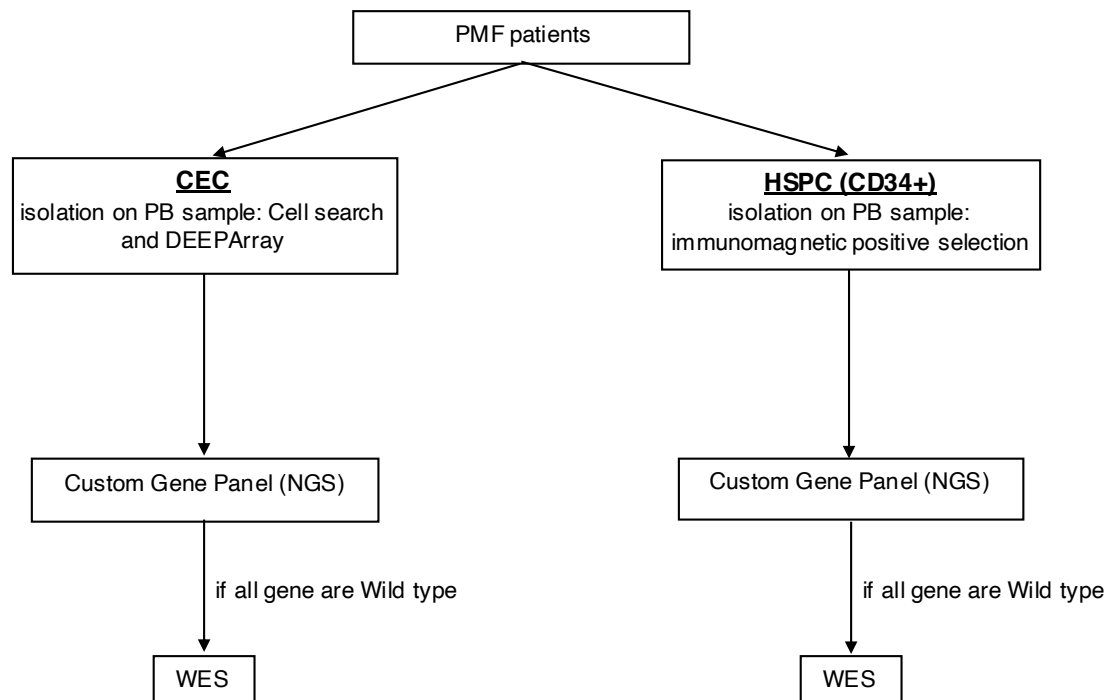 PMF patients
CEC
isolation on PB sample: Cell search
and DEEPArray
HSPC (CD34+)
isolation on PB sample:
immunomagnetic positive selection
Custom Gene Panel (NGS)
Custom Gene Panel (NGS)
if all gene are Wild type
if all gene are Wild type
WES
WES